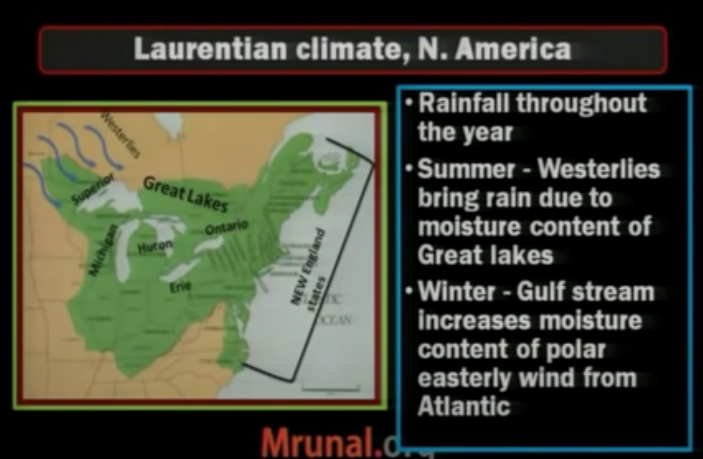 Laurentian climate, N. America
Westerlies
Superior
Great Lakes
Michigan
Huron
Ontario
Erie
NEW England
states
OCEAN
• Rainfall throughout
the year
• Summer - Westerlies
bring rain due to
moisture content of
Great lakes
• Winter - Gulf stream
increases moisture
content of polar
easterly wind from
Atlantic
Mrunal.org